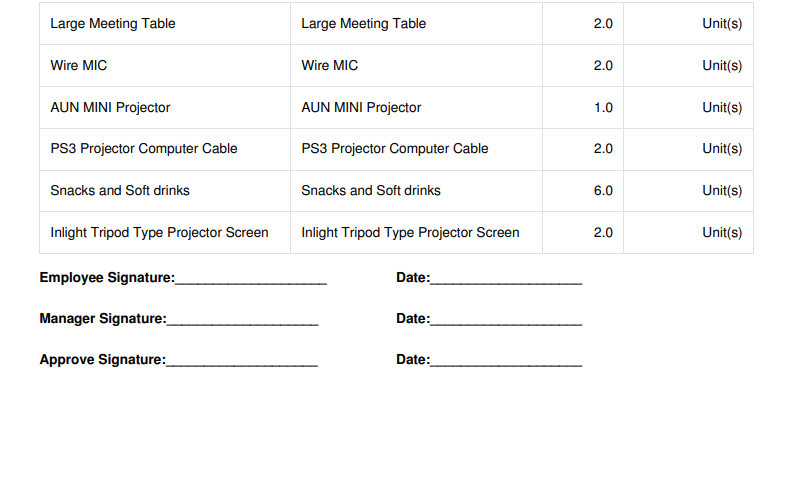 Large Meeting Table Large Meeting Table 2.0 Unit(s)
Wire MIC Wire MIC 2.0 Unit(s)
AUN MINI Projector AUN MINI Projector 1.0 Unit(s)
PS3 Projector Computer Cable PS3 Projector Computer Cable 2.0 Unit(s)
Snacks and Soft drinks Snacks and Soft drinks 6.0 Unit(s)
Inlight Tripod Type Projector Screen Inlight Tripod Type Projector Screen 2.0 Unit(s)
Employee Signature:____________________ Date:____________________
Manager Signature:____________________ Date:____________________
Approve Signature:____________________ Date:____________________